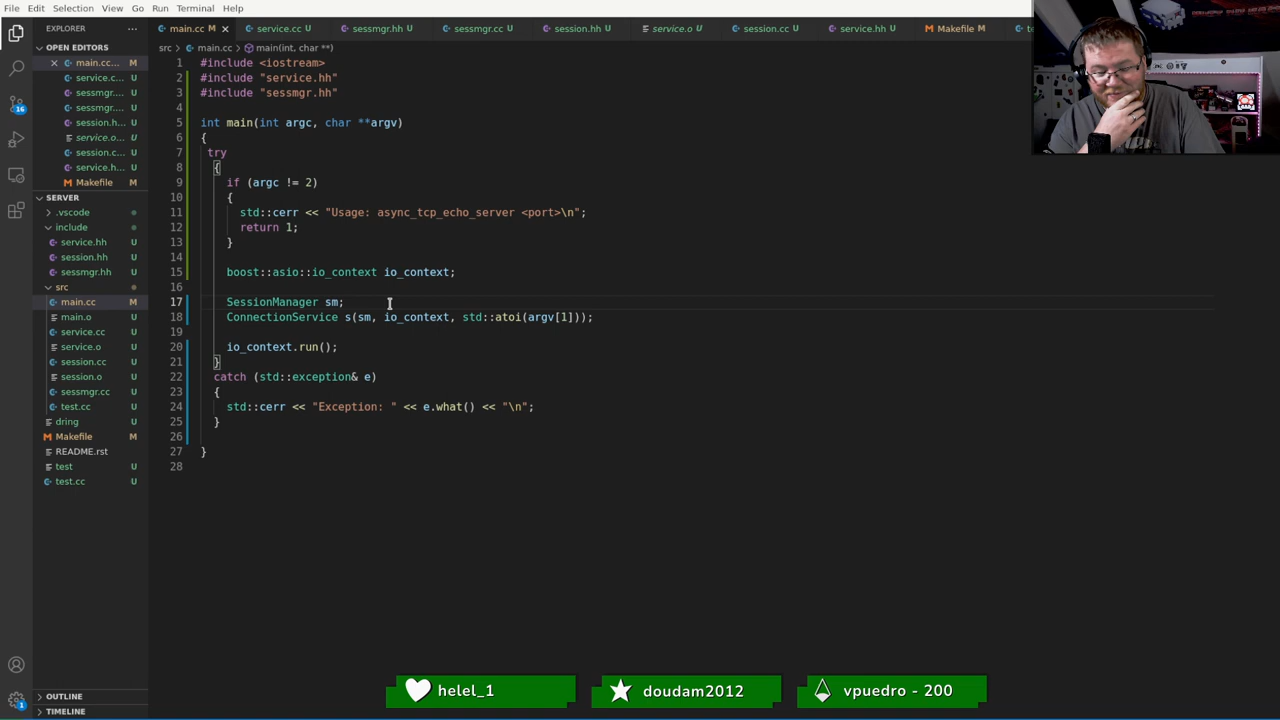 File Edit Selection View Go Run Terminal Help
EXPLORER
OPEN EDITORS
main.cc... M
service.c... U
sessmgr.... U
sessmgr.... U
session.h... U
service.o... U
session.c... U
service.h... U
Makefile M
SERVER
.vscode
include
service.hh U
session.hh U
sessmgr.hh U
src
main.cc M
main.o U
service.cc U
service.o U
session.cc U
session.o U
sessmgr.cc U
test.cc U
dring U
Makefile M
README.rst
test U
test.cc U
OUTLINE
TIMELINE
16
1
main.cc M
service.cc U
sessmgr.hh U
sessmgr.cc U
session.hh U
service.o U
session.cc U
service.hh U
Makefile M
src > main.cc > main(int, char **)
1 #include <iostream>
2 #include "service.hh"
3 #include "sessmgr.hh"
4
5 int main(int argc, char **argv)
6 {
7 try
8 {
9 if (argc != 2)
10 {
11 std::cerr << "Usage: async_tcp_echo_server <port>\n";
12 return 1;
13 }
14
15 boost::asio::io_context io_context;
16
17 SessionManager sm;
18 ConnectionService s(sm, io_context, std::atoi(argv[1]));
19
20 io_context.run();
21 }
22 catch (std::exception& e)
23 {
24 std::cerr << "Exception: " << e.what() << "\n";
25 }
26
27 }
28
helel_1
doudam2012
vpuedro - 200